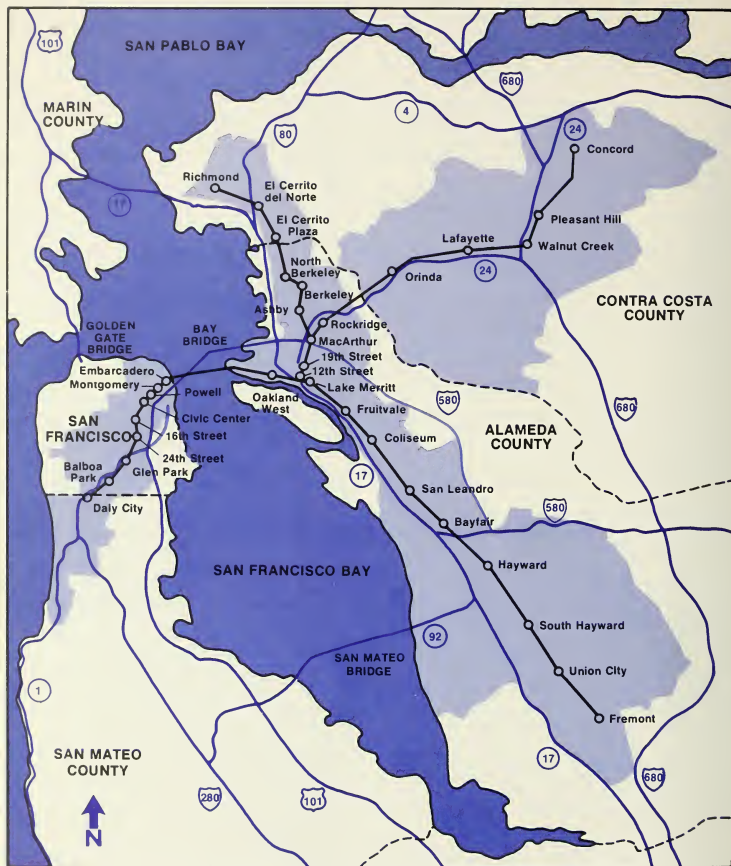 101
SAN PABLO BAY
680
MARIN
COUNTY
80
4
24
Concord
Richmond
El Cerrito
del Norte
17
El Cerrito
Plaza
Pleasant Hill
Lafayette
Walnut Creek
North
Berkeley
24
Orinda
Berkeley
Ashby
CONTRA COSTA
COUNTY
Rockridge
GOLDEN
GATE
BRIDGE
BAY
BRIDGE
MacArthur
19th Street
12th Street
Embarcadero
Montgomery
Lake Merritt
Powell
Oakland
West
580
680
Fruitvale
SAN
FRANCISCO
Civic Center
16th Street
ALAMEDA
COUNTY
Coliseum
24th Street
Balboa
Park
Glen Park
17
San Leandro
Daly City
580
Bayfair
SAN FRANCISCO BAY
Hayward
South Hayward
92
SAN MATEO
BRIDGE
Union City
1
Fremont
SAN MATEO
COUNTY
17
680
280
101
N